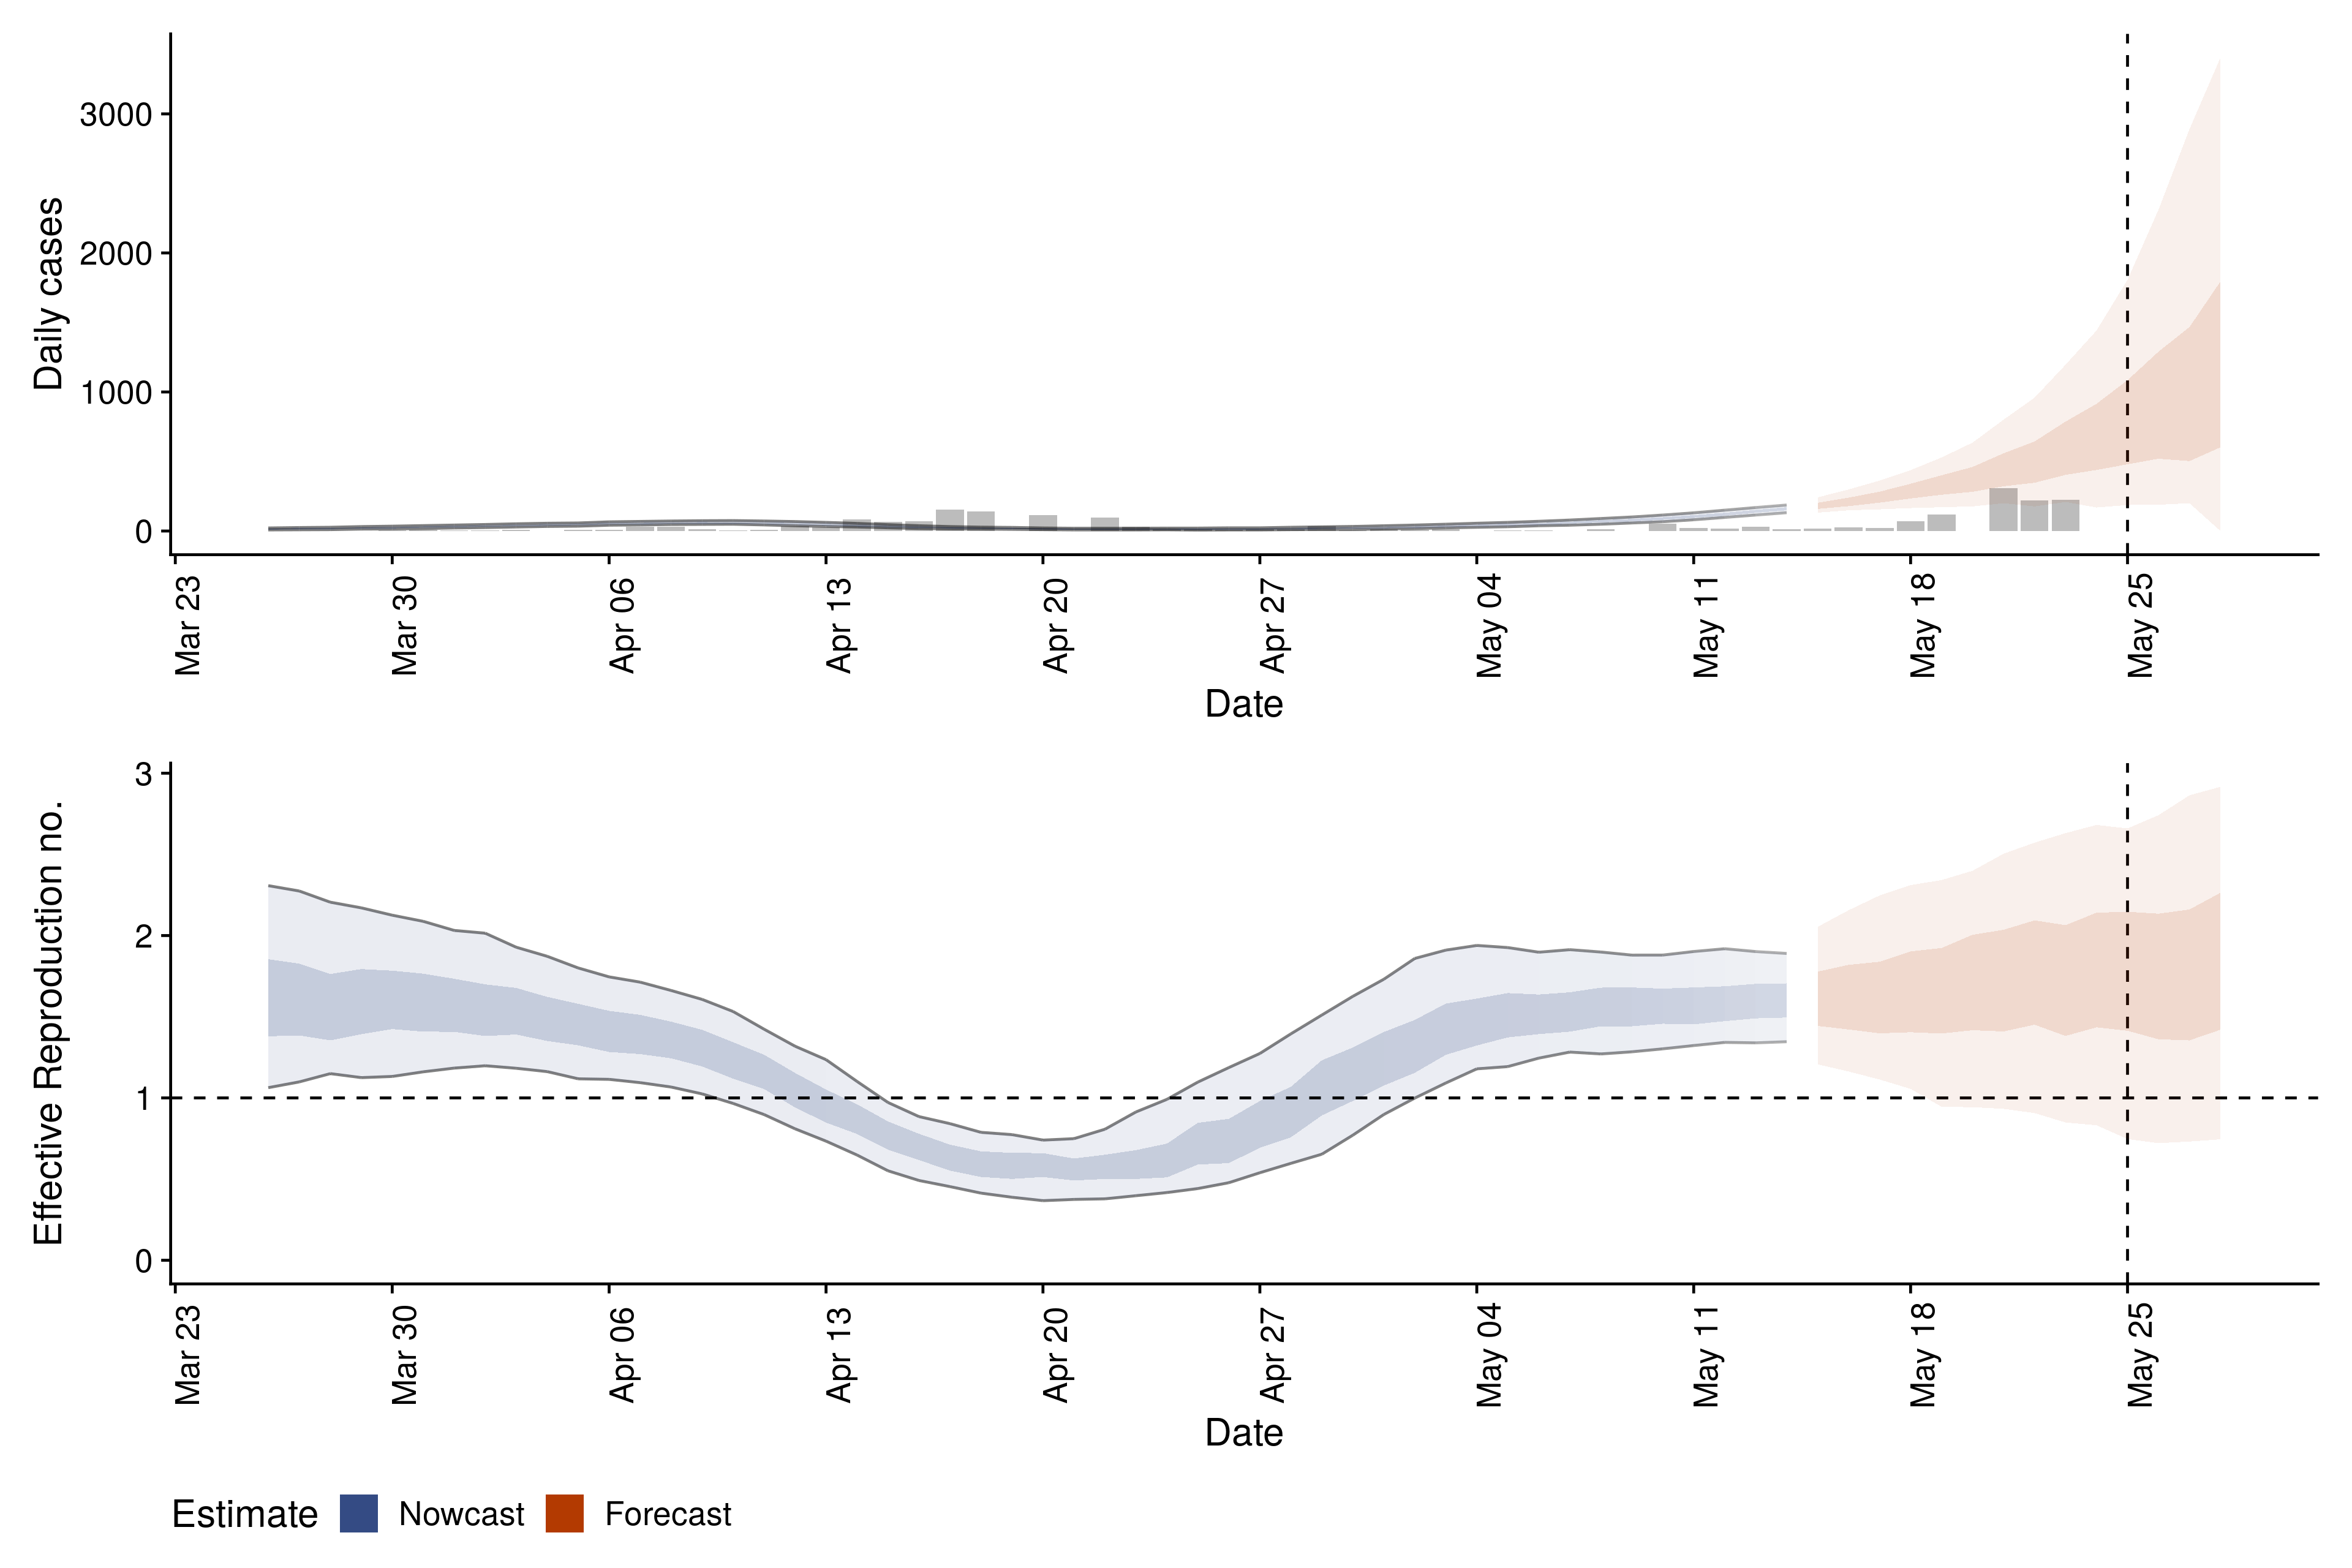 Daily cases
3000
2000
1000
0
Mar 23
Mar 30
Apr 06
Apr 13
Apr 20
Apr 27
May 04
May 11
May 18
May 25
Date
Effective Reproduction no.
3
2
1
0
Mar 23
Mar 30
Apr 06
Apr 13
Apr 20
Apr 27
May 04
May 11
May 18
May 25
Date
Estimate Nowcast Forecast